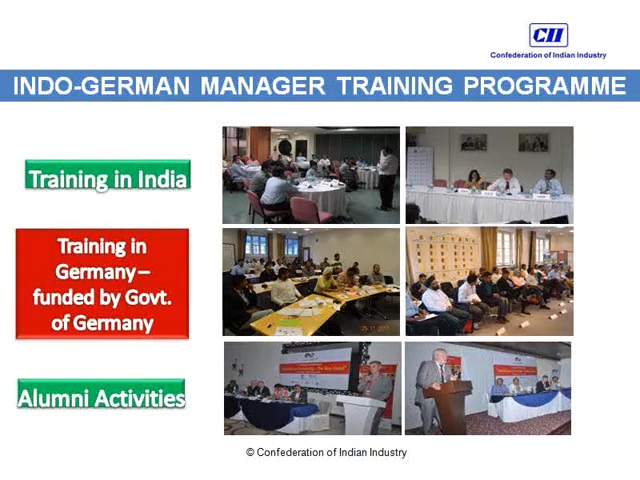 CII
Confederation of Indian Industry
INDO-GERMAN MANAGER TRAINING PROGRAMME
Training in India
Training in
Germany –
funded by Govt.
of Germany
Alumni Activities
© Confederation of Indian Industry